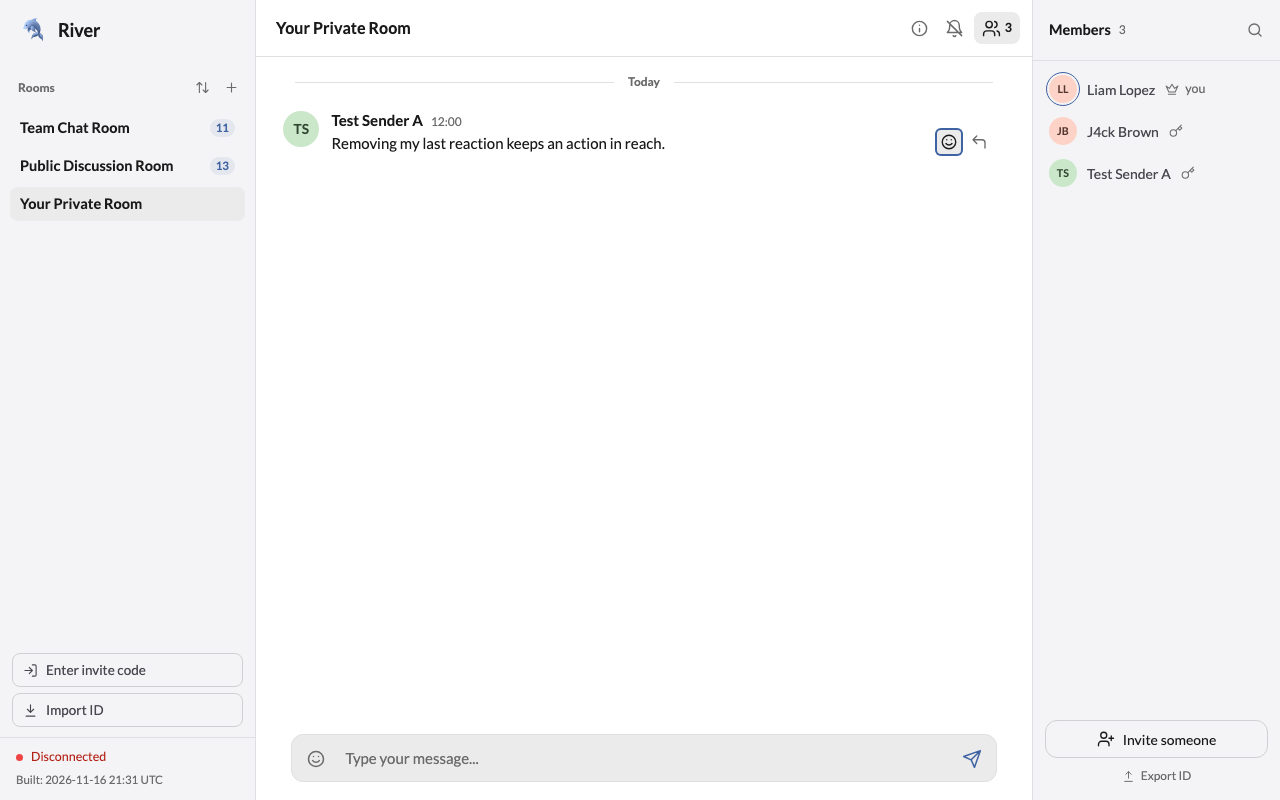 River
Rooms
Team Chat Room 11
Public Discussion Room 13
Your Private Room
Enter invite code
Import ID
Disconnected
Built: 2026-11-16 21:31 UTC
Your Private Room
3
Today
TS
Test Sender A 12:00
Removing my last reaction keeps an action in reach.
Type your message...
Members 3
LL Liam Lopez you
JB J4ck Brown
TS Test Sender A
Invite someone
Export ID